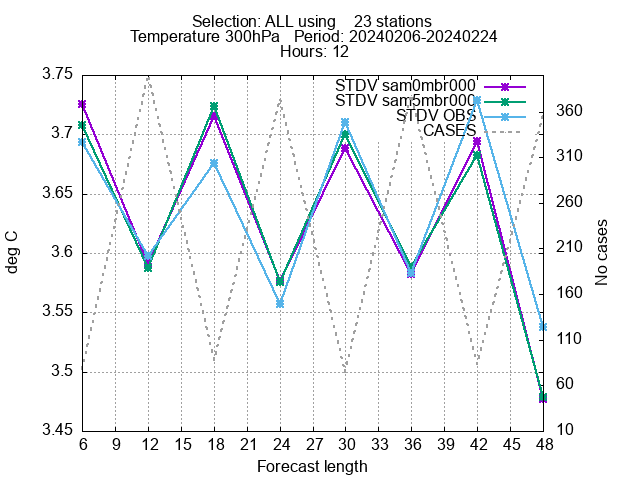 Selection: ALL using    23 stations
Temperature 300hPa   Period: 20240206-20240224
Hours: 12
STDV sam0mbr000
STDV sam5mbr000
STDV OBS
CASES
3.75
3.7
3.65
3.6
3.55
3.5
3.45
deg C
360
310
260
210
160
110
60
10
No cases
6 9 12 15 18 21 24 27 30 33 36 39 42 45 48
Forecast length